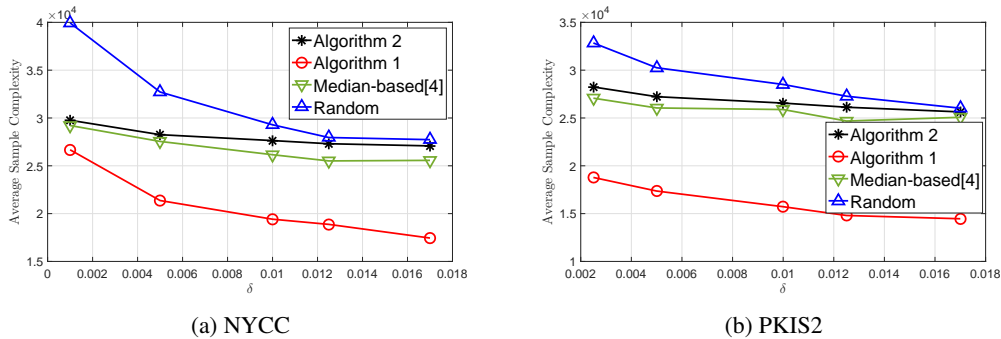 ×10⁴
4
3.5
3
2.5
2
1.5
Average Sample Complexity
0 0.002 0.004 0.006 0.008 0.01 0.012 0.014 0.016 0.018
δ
Algorithm 2
Algorithm 1
Median-based[4]
Random
(a) NYCC
×10⁴
3.5
3
2.5
2
1.5
1
Average Sample Complexity
0.002 0.004 0.006 0.008 0.01 0.012 0.014 0.016 0.018
δ
Algorithm 2
Algorithm 1
Median-based[4]
Random
(b) PKIS2